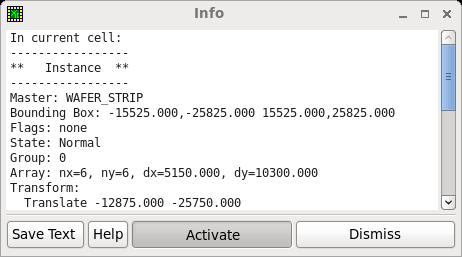 Info
In current cell:
-----------------
**   Instance  **
-----------------
Master: WAFER_STRIP
Bounding Box: -15525.000,-25825.000 15525.000,25825.000
Flags: none
State: Normal
Group: 0
Array: nx=6, ny=6, dx=5150.000, dy=10300.000
Transform:
  Translate -12875.000 -25750.000
Save Text Help Activate Dismiss